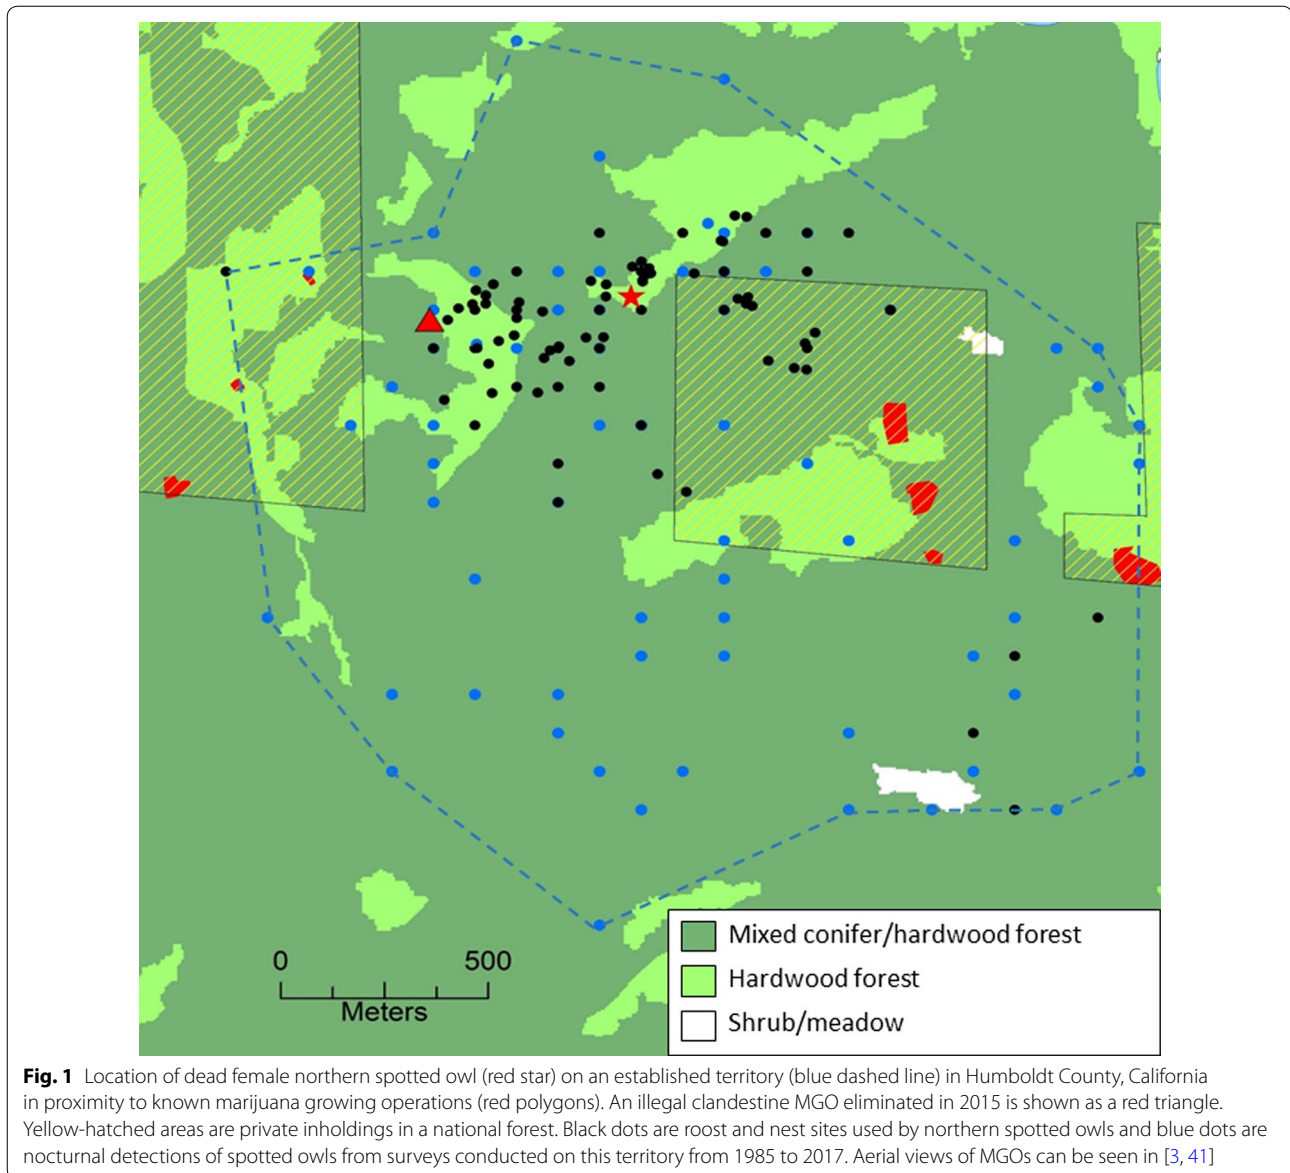 0 500
Meters
Mixed conifer/hardwood forest
Hardwood forest
Shrub/meadow
Fig. 1 Location of dead female northern spotted owl (red star) on an established territory (blue dashed line) in Humboldt County, California
in proximity to known marijuana growing operations (red polygons). An illegal clandestine MGO eliminated in 2015 is shown as a red triangle.
Yellow-hatched areas are private inholdings in a national forest. Black dots are roost and nest sites used by northern spotted owls and blue dots are
nocturnal detections of spotted owls from surveys conducted on this territory from 1985 to 2017. Aerial views of MGOs can be seen in [3, 41]